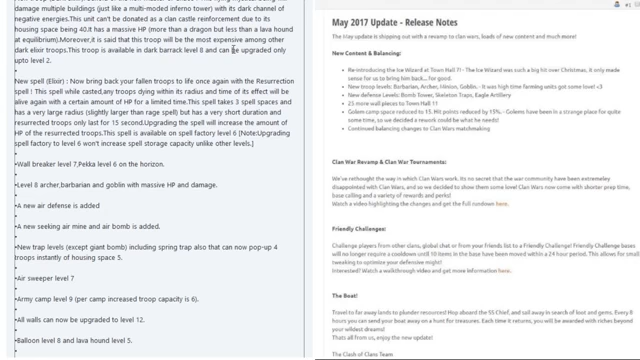 damage multiple buildings (just like a multi-moded inferno tower) with its dark channel of
negative energies.This unit can't be donated as a clan castle reinforcement due to its
housing space being 40.It has a massive HP (more than a dragon but less than a lava hound
at equilibrium).Moreover,it is said that this troop will be the most expensive among other
dark elixir troops.This troop is available in dark barrack level 8 and can be upgraded only
upto level 2.
•
New spell (Elixir) : Now bring back your fallen troops to life once again with the Resurrection
spell ! This spell while casted,any troops dying within its radius and time of its effect will be
alive again with a certain amount of HP for a limited time.This spell takes 3 spell spaces and
has a very large radius (slightly larger than rage spell) but has a very short duration and
resurrected troops only last for 15 second.Upgrading the spell will increase the amount of
HP of the resurrected troops.This spell is available on spell factory level 6 [Note:Upgrading
spell factory to level 6 won't increase spell storage capacity unlike other levels.]
•
•Wall breaker level 7,Pekka level 6 on the horizon.
•
•Level 8 archer,barbarian and goblin with massive HP and damage.
•
•A new air defense is added
•
•A new seeking air mine and air bomb is added.
•
•New trap levels (except giant bomb) including spring trap also that can now pop-up 4
troops instantly of housing space 5.
•
•Air sweeper level 7
•
•Army camp level 9 (per camp increased troop capacity is 6).
•
•All walls can now be upgraded to level 12.
•
•Balloon level 8 and lava hound level 5.
•
May 2017 Update - Release Notes
The May update is shipping out with a revamp to clan wars, loads of new content and much more!
New Content & Balancing:
• Re-introducing the Ice Wizard at Town Hall 7! - The Ice Wizard was such a big hit over Christmas, it only made
sense for us to bring him back... for good.
• New troop levels: Barbarian, Archer, Minion, Goblin - It was high time farming units got some love! <3
• New defense Levels: Bomb Tower, Skeleton Traps, Eagle Artillery
• 25 more wall pieces to Town Hall 11
• Golem camp space reduced to 15. Hit points reduced by 15%. - Golems have been in a strange place for quite
some time, so we decided a rework could be what he needs!
• Continued balancing changes to Clan Wars matchmaking
Clan War Revamp & Clan War Tournaments:
We've rethought the way in which Clan Wars work. Its no secret that the war community have been extremeley
disappointed with Clan Wars, and so we decided to show them some love! Clan Wars now come with shorter prep time,
base calling and a variety of rewards and perks!
Watch a video highlighting the changes and get the full rundown here.
Friendly Challenges:
Challenge players from other clans, global chat or from your friends list to a Friendly Challenge! Friendly Challenge bases
will no longer require a cooldown until 10 items in the base have been moved within a 24 hour period. This allows for small
tweaking to optimize your defensive might!
Interested? Watch a walkthrough video and get more information here.
The Boat!
Travel to far away lands to plunder resources! Hop aboard the SS Chief, and sail away in search of loot and gems. Every 8
hours you can send your boat away on a hunt for treasures. Each time it returns, you will be awarded with riches beyond
your wildest dreams!
Thats all from us, enjoy the new update!
The Clash of Clans Team